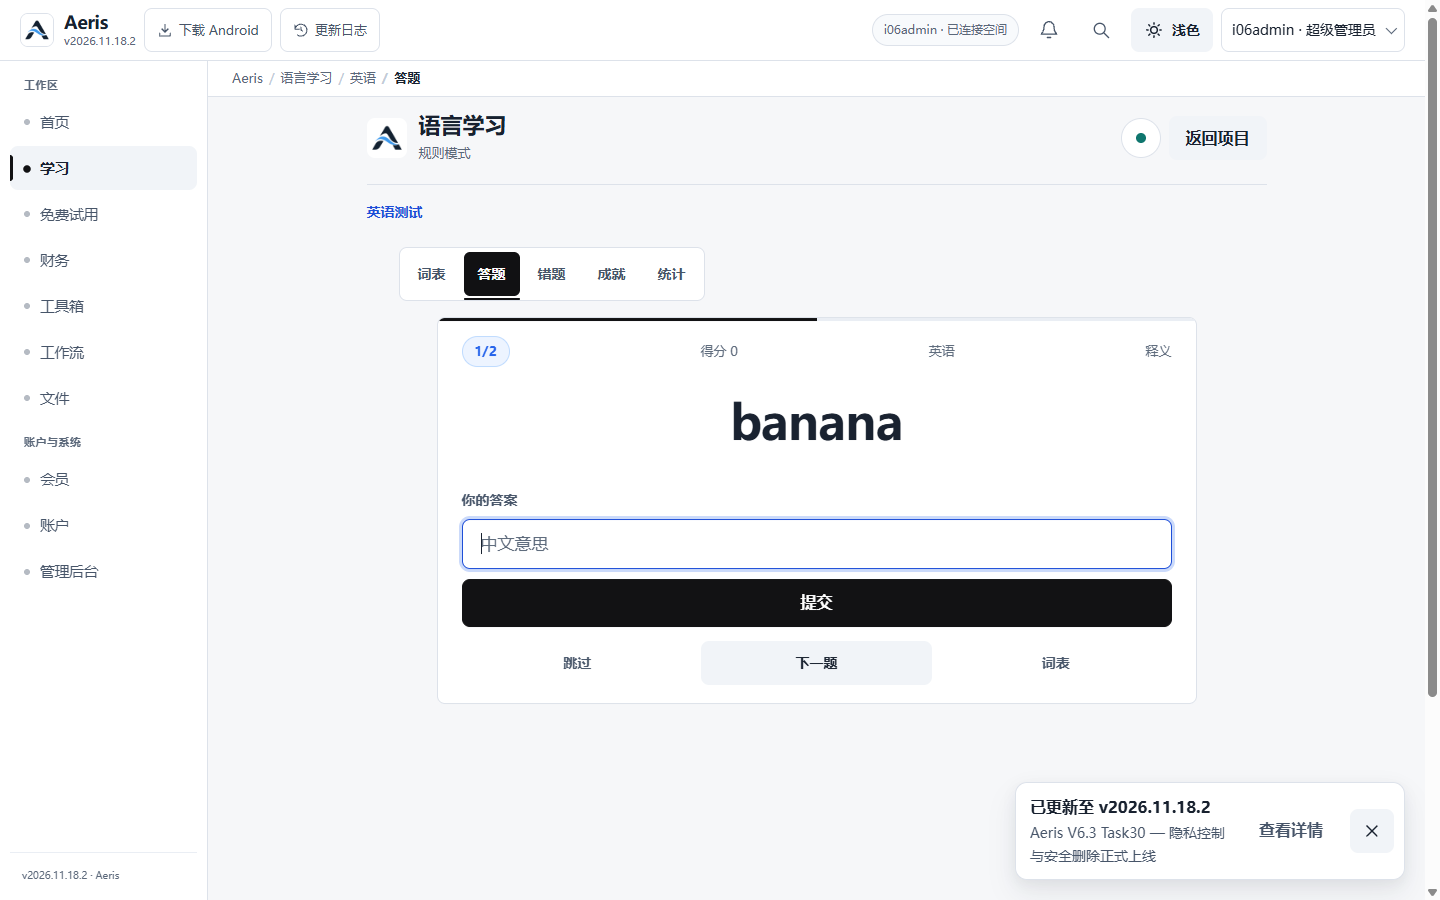 Aeris
v2026.11.18.2
下载 Android
更新日志
i06admin · 已连接空间
浅色
i06admin · 超级管理员
工作区
首页
学习
免费试用
财务
工具箱
工作流
文件
账户与系统
会员
账户
管理后台
v2026.11.18.2 · Aeris
Aeris / 语言学习 / 英语 / 答题
语言学习
规则模式
返回项目
英语测试
词表
答题
错题
成就
统计
1/2
得分 0
英语
释义
banana
你的答案
中文意思
提交
跳过
下一题
词表
已更新至 v2026.11.18.2
Aeris V6.3 Task30 — 隐私控制
与安全删除正式上线
查看详情